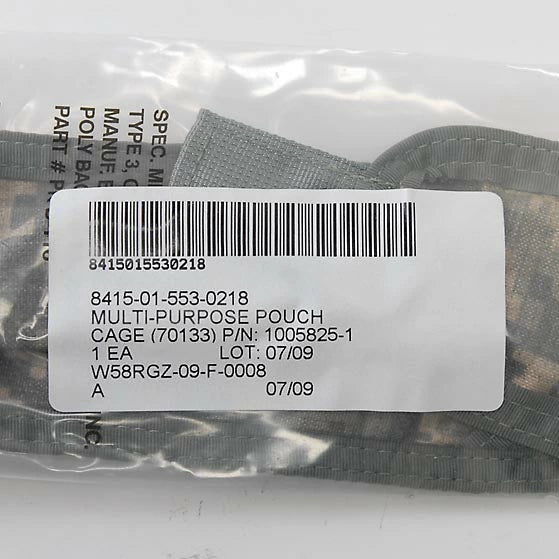 8415015530218
8415-01-553-0218
MULTI-PURPOSE POUCH
CAGE (70133) P/N: 1005825-1
1 EA LOT: 07/09
W58RGZ-09-F-0008
A 07/09
SPEC. 
TYPE 3, 
MANUF.
POLY
PART #
INC.